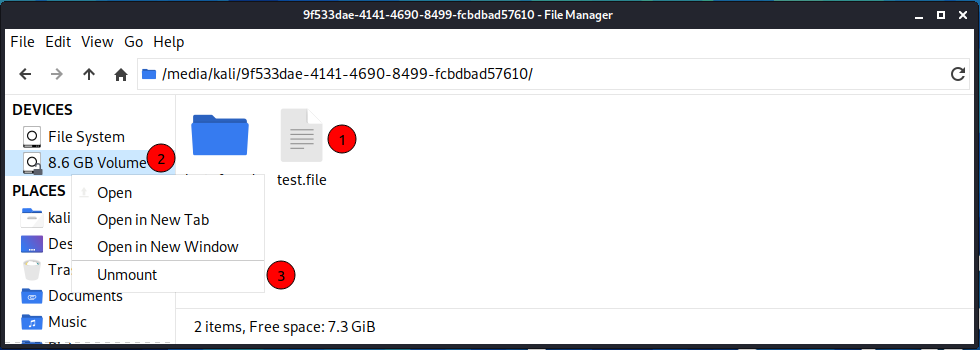 9f533dae-4141-4690-8499-fcbdbad57610 - File Manager
File Edit View Go Help
/media/kali/9f533dae-4141-4690-8499-fcbdbad57610/
DEVICES
File System
8.6 GB Volume
2
1
test.file
PLACES
kali
Des
Tras
Documents
Music
Open
Open in New Tab
Open in New Window
Unmount
3
2 items, Free space: 7.3 GiB